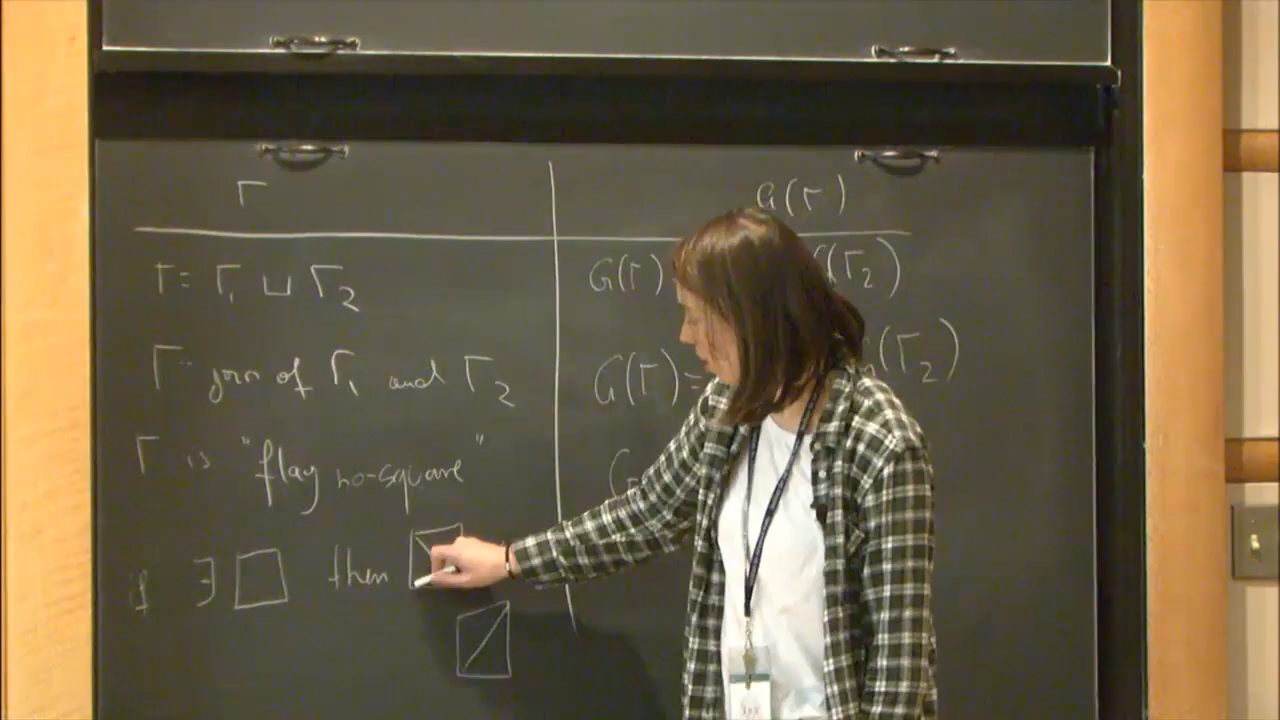 Γ G(Γ)
Γ = Γ₁ ⊔ Γ₂ G(Γ) (Γ₂)
Γ = join of Γ₁ and Γ₂ G(Γ) = (Γ₂)
Γ is "flag no-square" G
if ∃ □ then